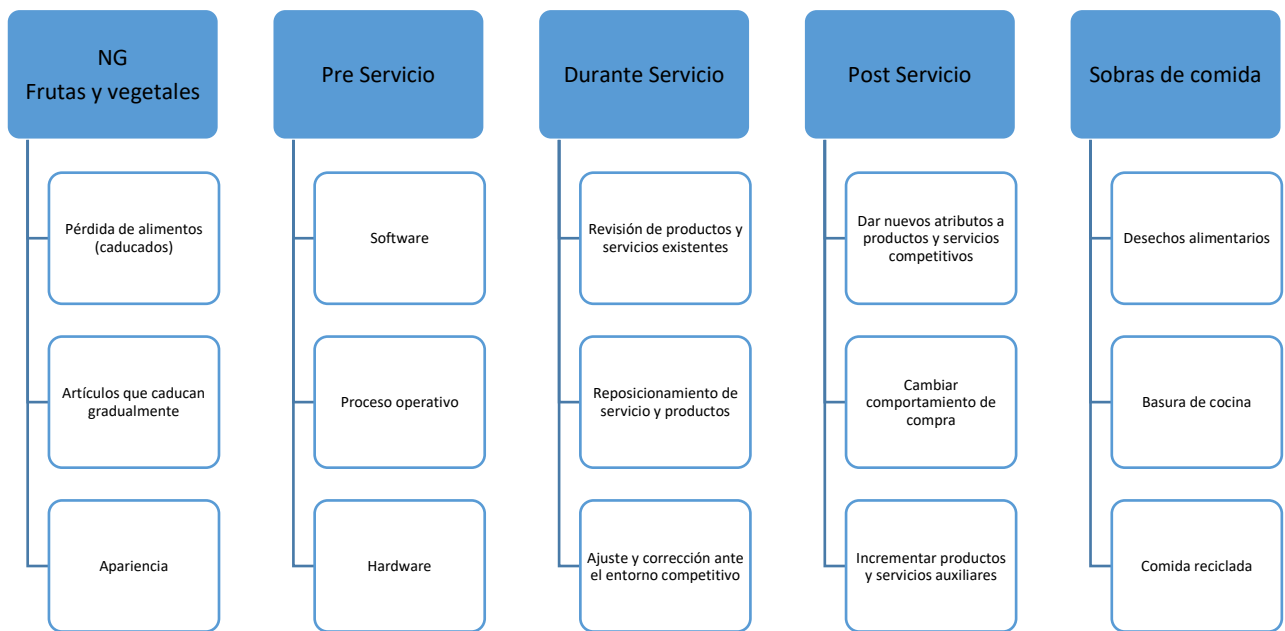 NG
Frutas y vegetales
Pre Servicio
Durante Servicio
Post Servicio
Sobras de comida
Pérdida de alimentos
(caducados)
Software
Revisión de productos y
servicios existentes
Dar nuevos atributos a
productos y servicios
competitivos
Desechos alimentarios
Artículos que caducan
gradualmente
Proceso operativo
Reposicionamiento de
servicio y productos
Cambiar
comportamiento de
compra
Basura de cocina
Apariencia
Hardware
Ajuste y corrección ante
el entorno competitivo
Incrementar productos
y servicios auxiliares
Comida reciclada